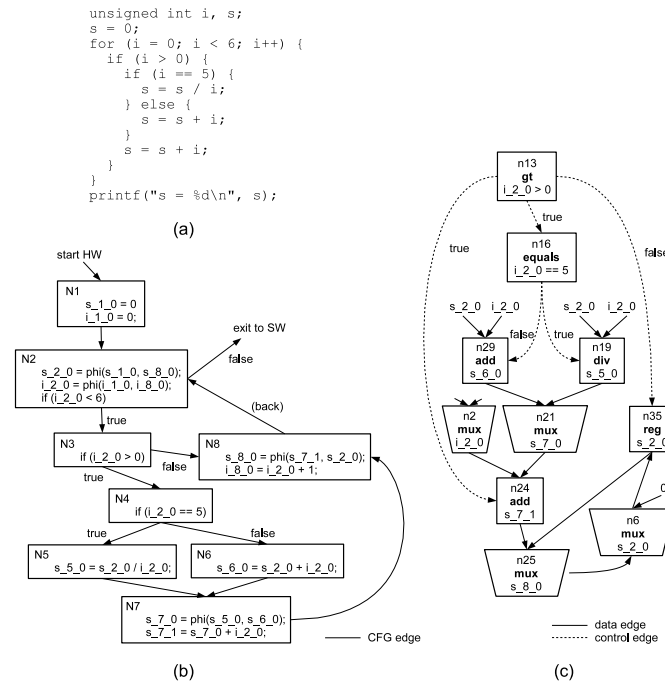 unsigned int i, s;
s = 0;
for (i = 0; i < 6; i++) {
if (i > 0) {
if (i == 5) {
s = s / i;
} else {
s = s + i;
}
s = s + i;
}
}
printf("s = %d\n", s);
(a)
start HW
N1
s_1_0 = 0
i_1_0 = 0;
exit to SW
false
N2
s_2_0 = phi(s_1_0, s_8_0);
i_2_0 = phi(i_1_0, i_8_0);
if (i_2_0 < 6)
true
(back)
N3
if (i_2_0 > 0)
false
N8
s_8_0 = phi(s_7_1, s_2_0);
i_8_0 = i_2_0 + 1;
true
N4
if (i_2_0 == 5)
true
false
N5
s_5_0 = s_2_0 / i_2_0;
N6
s_6_0 = s_2_0 + i_2_0;
N7
s_7_0 = phi(s_5_0, s_6_0);
s_7_1 = s_7_0 + i_2_0;
CFG edge
(b)
n13
gt
i_2_0 > 0
true
true
false
n16
equals
i_2_0 == 5
s_2_0 i_2_0
s_2_0 i_2_0
false
true
n29
add
s_6_0
n19
div
s_5_0
n2
mux
i_2_0
n21
mux
s_7_0
n35
reg
s_2_0
n24
add
s_7_1
0
n6
mux
s_2_0
n25
mux
s_8_0
data edge
control edge
(c)